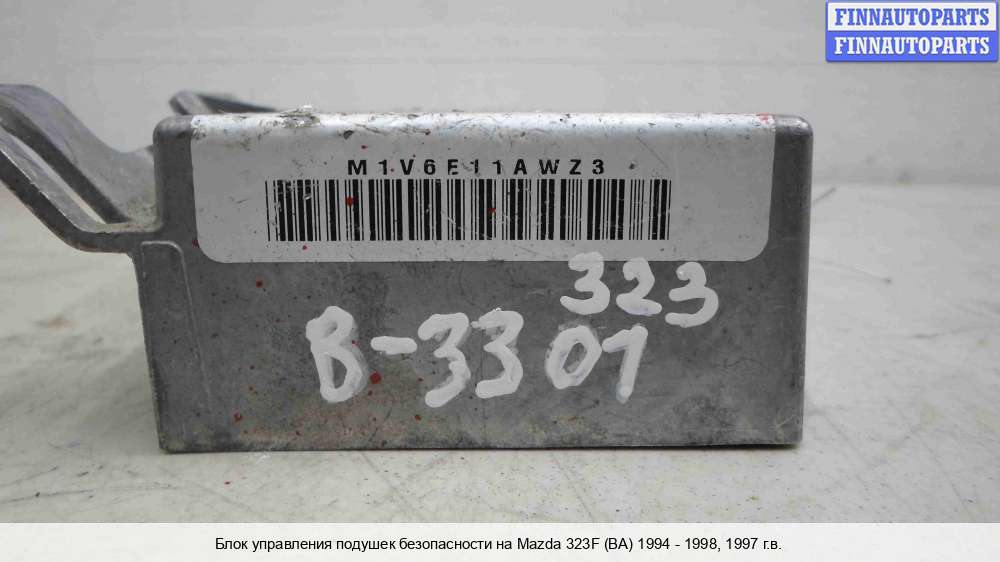 FINNAUTOPARTS
FINNAUTOPARTS
M1V6E11AWZ3
323
B-33 01
Блок управления подушек безопасности на Mazda 323F (BA) 1994 - 1998, 1997 г.в.